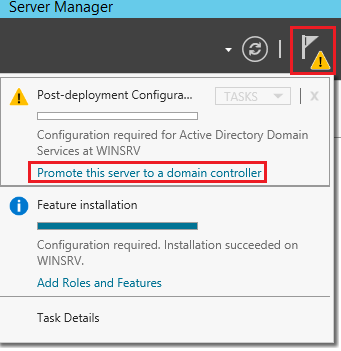 Server Manager
Post-deployment Configura...
TASKS
X
Configuration required for Active Directory Domain
Services at WINSRV
Promote this server to a domain controller
Feature installation
Configuration required. Installation succeeded on
WINSRV.
Add Roles and Features
Task Details